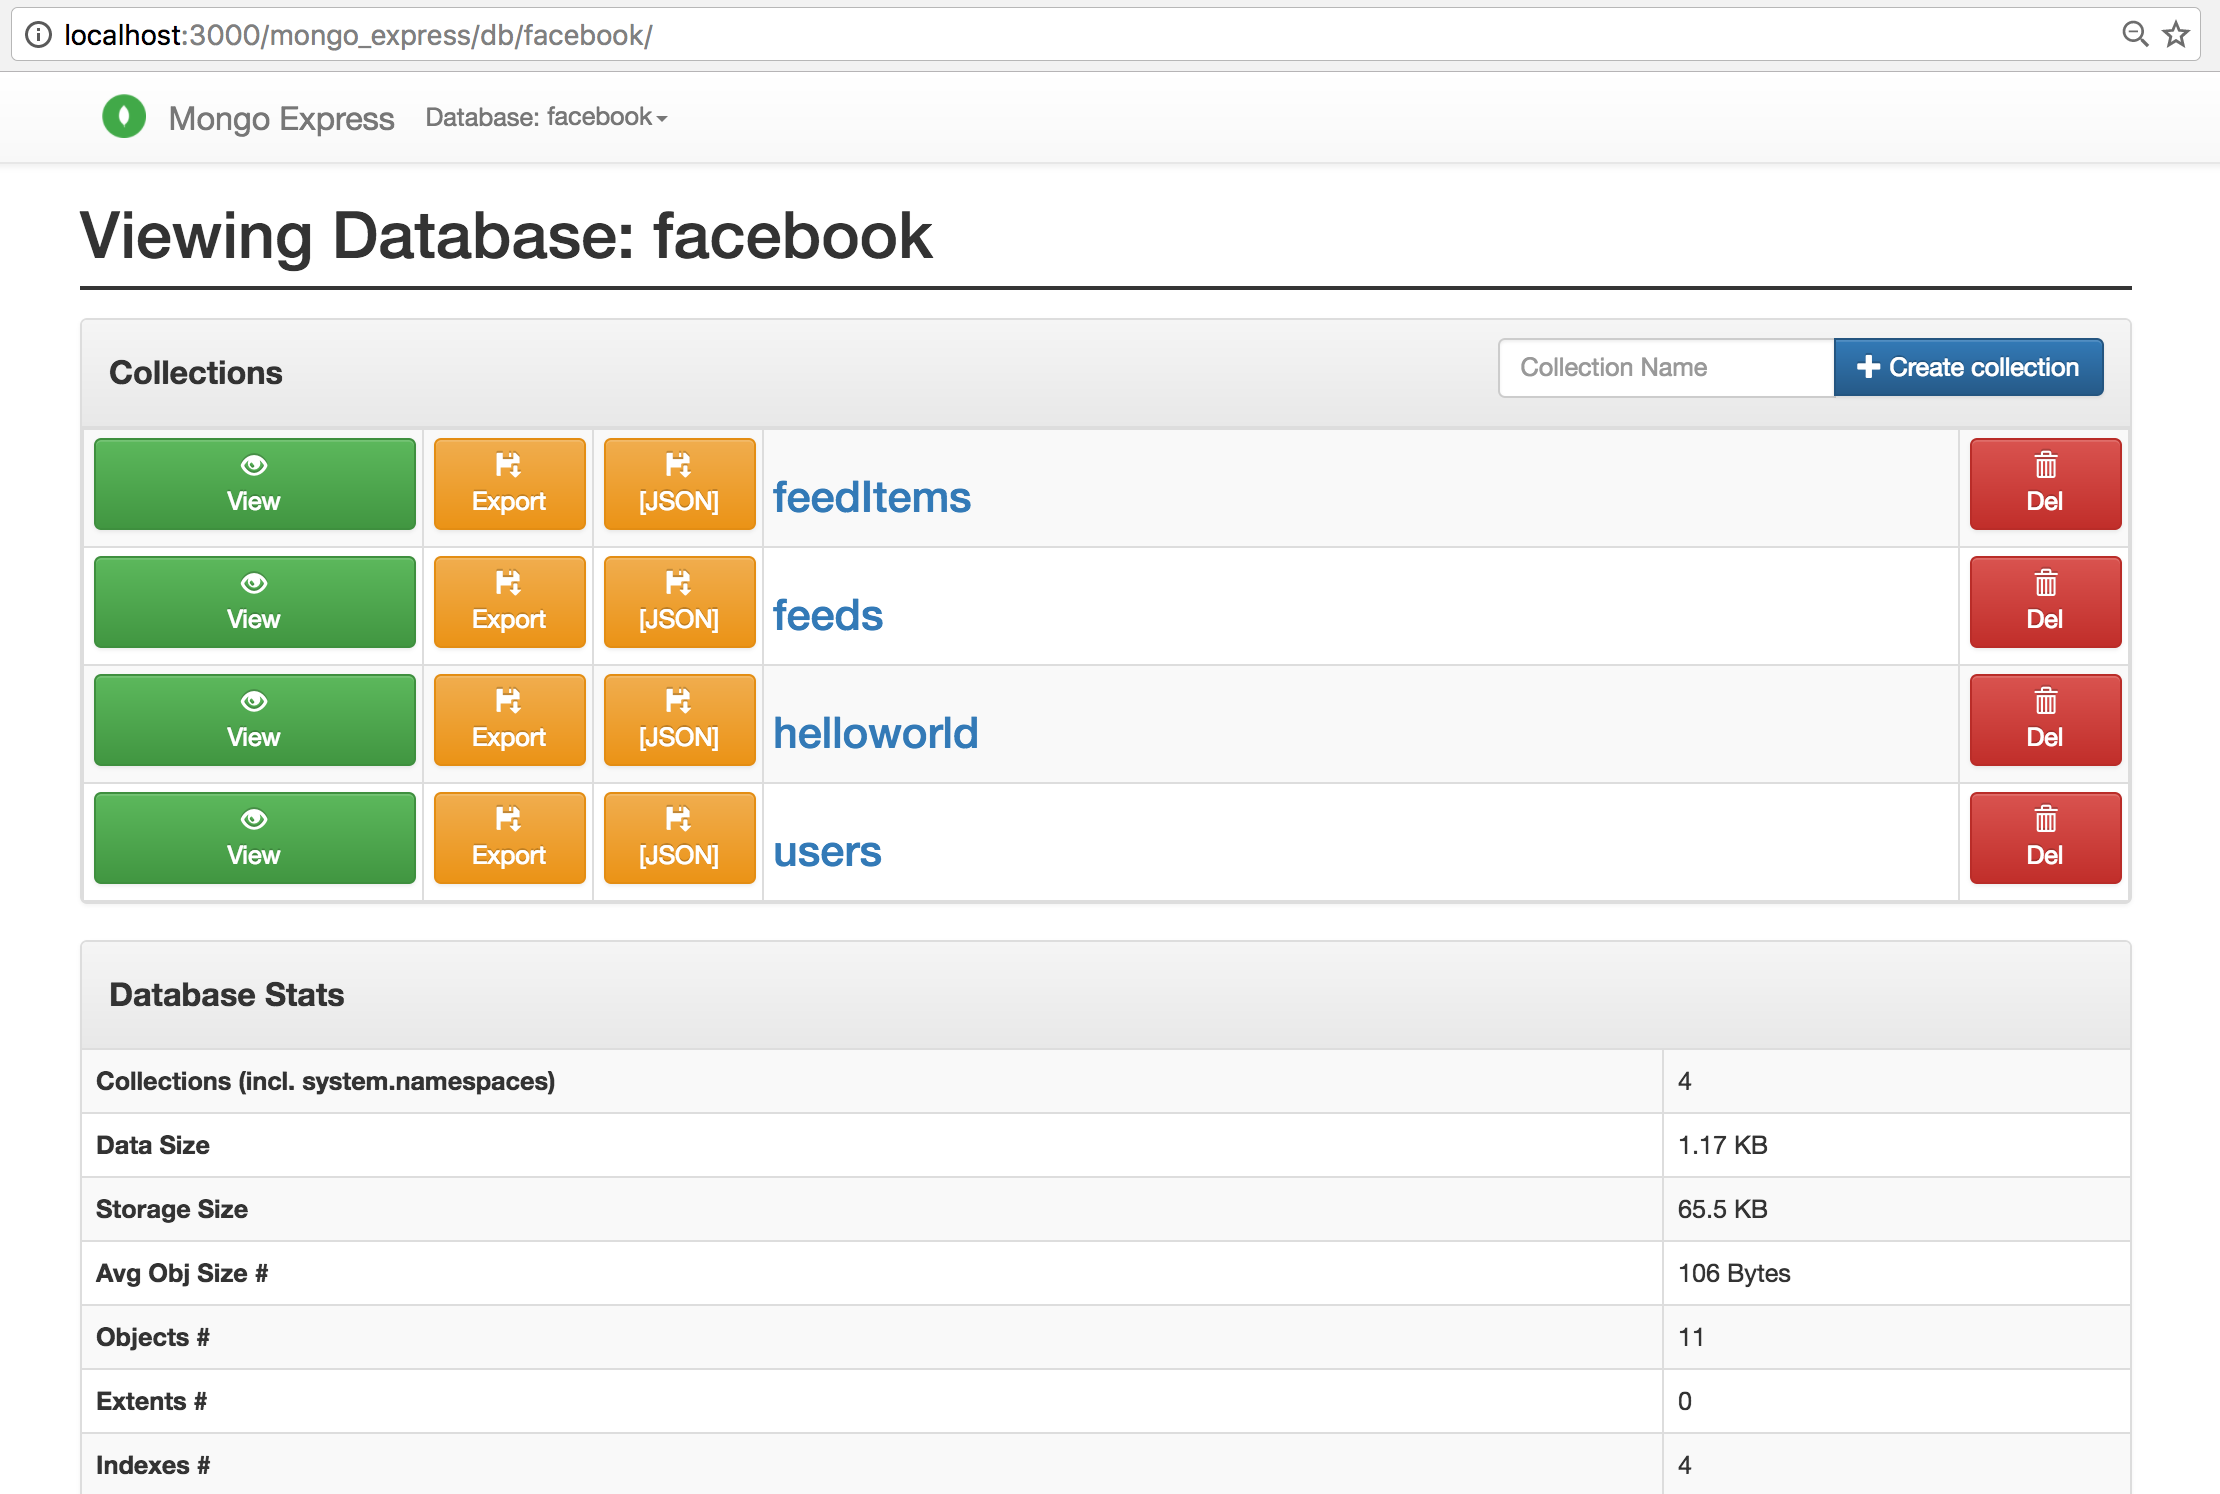 localhost:3000/mongo_express/db/facebook/
Mongo Express Database: facebook
Viewing Database: facebook
Collections Collection Name Create collection
View Export [JSON] feedItems Del
View Export [JSON] feeds Del
View Export [JSON] helloworld Del
View Export [JSON] users Del
Database Stats
Collections (incl. system.namespaces) 4
Data Size 1.17 KB
Storage Size 65.5 KB
Avg Obj Size # 106 Bytes
Objects # 11
Extents # 0
Indexes # 4